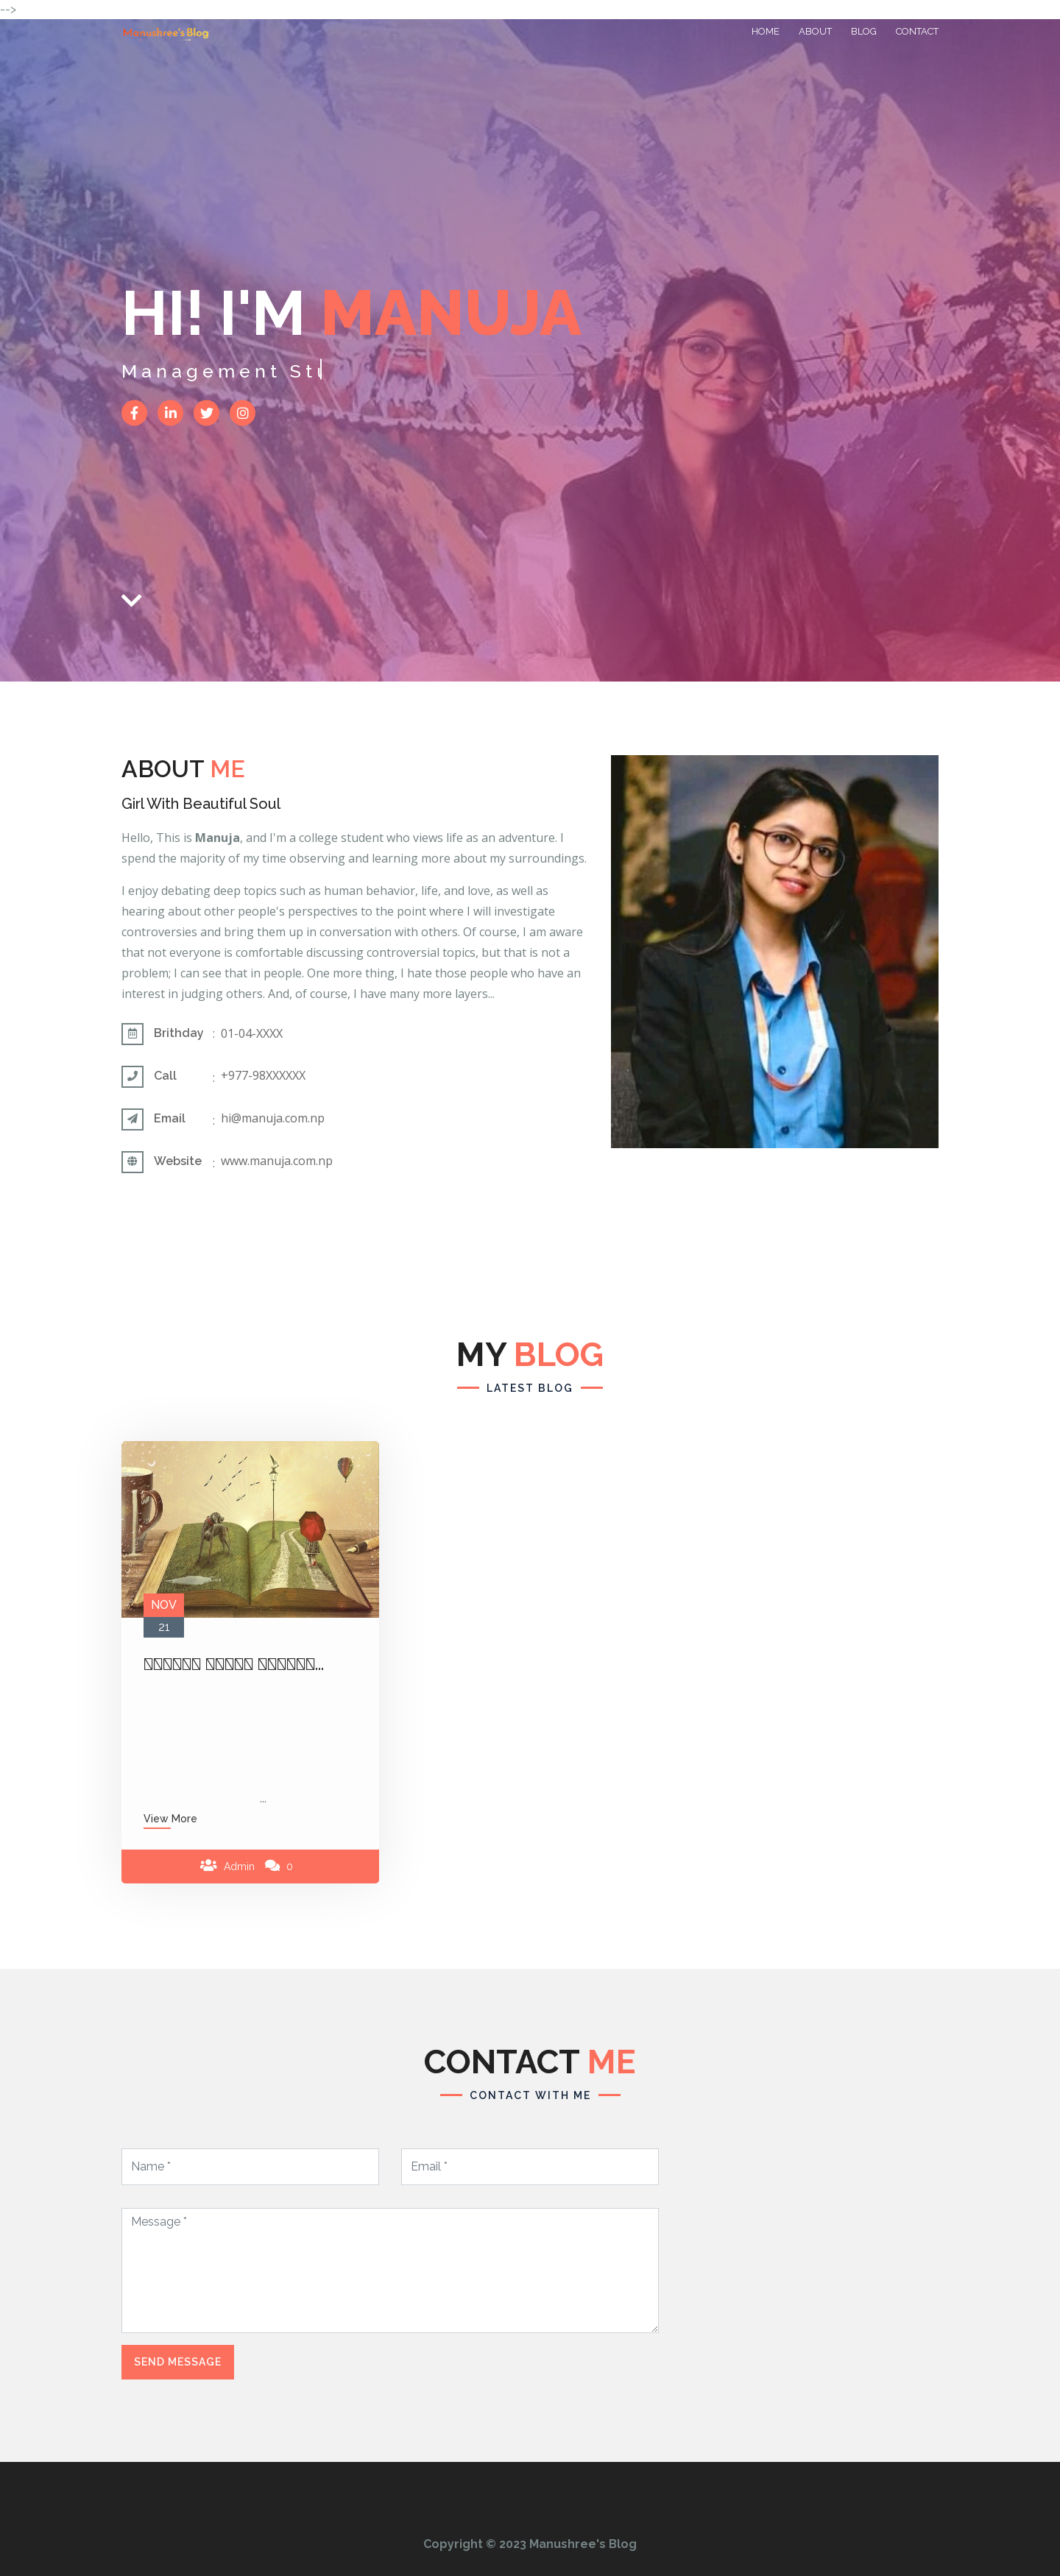 -->
Manushree's Blog
HOME
ABOUT
BLOG
CONTACT
HI! I'M MANUJA
Management Stu
ABOUT ME
Girl With Beautiful Soul
Hello, This is Manuja, and I'm a college student who views life as an adventure. I
spend the majority of my time observing and learning more about my surroundings.
I enjoy debating deep topics such as human behavior, life, and love, as well as
hearing about other people's perspectives to the point where I will investigate
controversies and bring them up in conversation with others. Of course, I am aware
that not everyone is comfortable discussing controversial topics, but that is not a
problem; I can see that in people. One more thing, I hate those people who have an
interest in judging others. And, of course, I have many more layers...
Brithday : 01-04-XXXX
Call : +977-98XXXXXX
Email : hi@manuja.com.np
Website : www.manuja.com.np
MY BLOG
LATEST BLOG
NOV
21
...
...
View More
Admin 0
CONTACT ME
CONTACT WITH ME
Name *
Email *
Message *
SEND MESSAGE
Copyright © 2023 Manushree's Blog